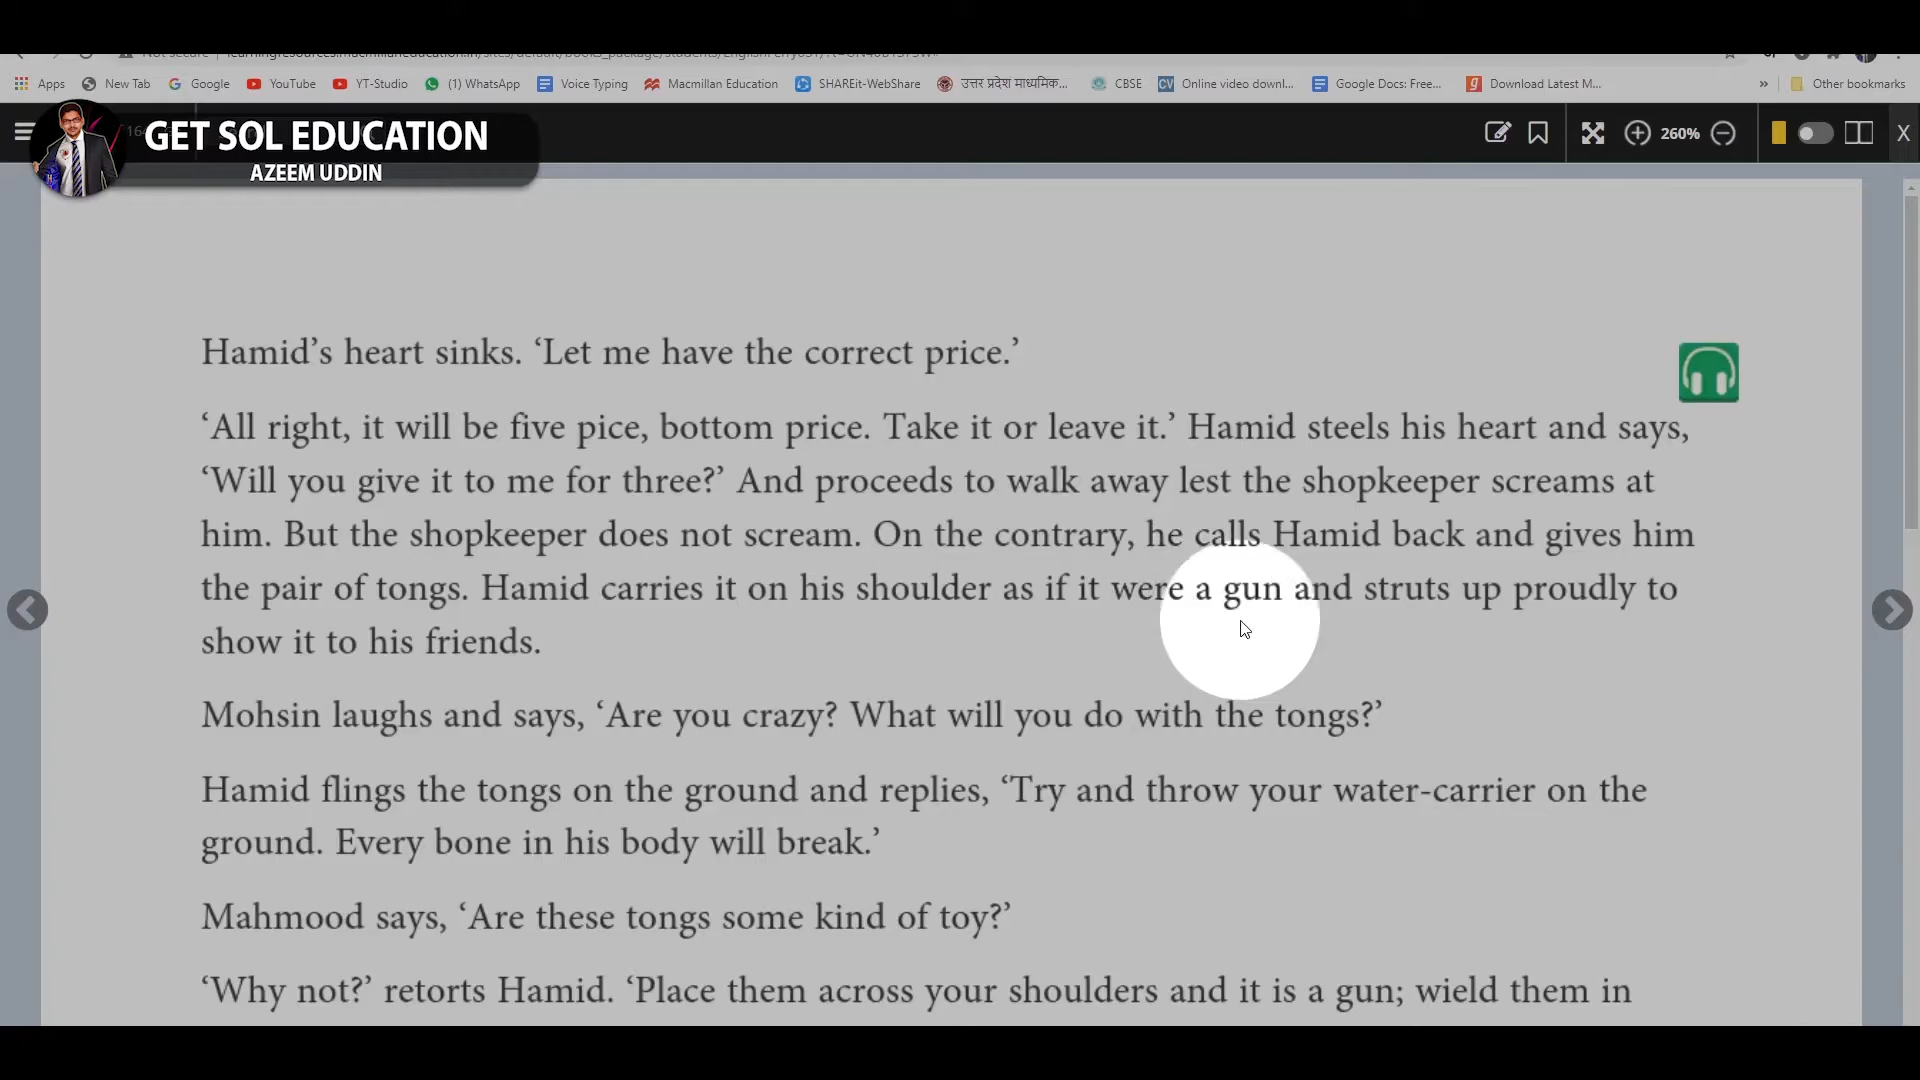 Apps New Tab Google YouTube YT-Studio (1) WhatsApp Voice Typing Macmillan Education SHAREit-WebShare उत्तर प्रदेश माध्यमिक... CBSE CV Online video downl... Google Docs: Free... Download Latest M... » Other bookmarks
GET SOL EDUCATION
AZEEM UDDIN
260%
X
Hamid’s heart sinks. ‘Let me have the correct price.’
‘All right, it will be five pice, bottom price. Take it or leave it.’ Hamid steels his heart and says,
‘Will you give it to me for three?’ And proceeds to walk away lest the shopkeeper screams at
him. But the shopkeeper does not scream. On the contrary, he calls Hamid back and gives him
the pair of tongs. Hamid carries it on his shoulder as if it were a gun and struts up proudly to
show it to his friends.
Mohsin laughs and says, ‘Are you crazy? What will you do with the tongs?’
Hamid flings the tongs on the ground and replies, ‘Try and throw your water-carrier on the
ground. Every bone in his body will break.’
Mahmood says, ‘Are these tongs some kind of toy?’
‘Why not?’ retorts Hamid. ‘Place them across your shoulders and it is a gun; wield them in